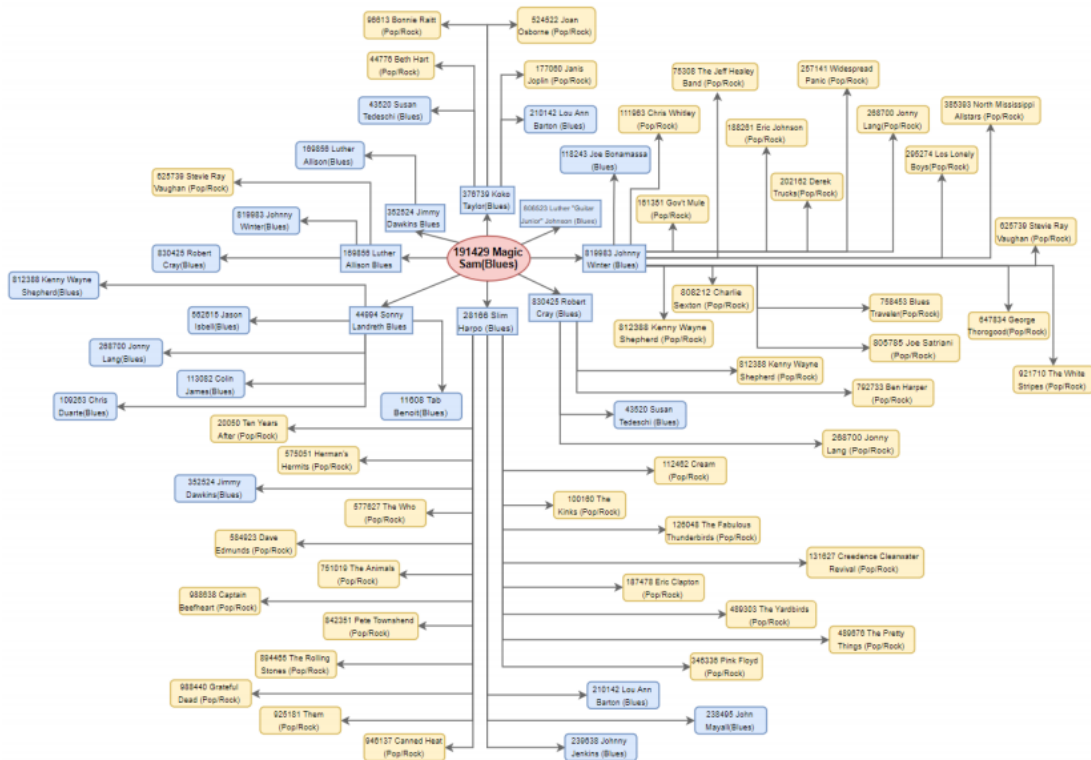 96613 Bonnie Raitt
(Pop/Rock)
524522 Joan
Osborne (Pop/Rock)
44776 Beth Hart
(Pop/Rock)
177060 Janis
Joplin (Pop/Rock)
43520 Susan
Tedeschi (Blues)
210142 Lou Ann
Barton (Blues)
75308 The Jeff Healey
Band (Pop/Rock)
257141 Widespread
Panic (Pop/Rock)
111963 Chris Whitley
(Pop/Rock)
188261 Eric Johnson
(Pop/Rock)
268700 Jonny
Lang(Pop/Rock)
385393 North Mississippi
Allstars (Pop/Rock)
169856 Luther
Allison(Blues)
118243 Joe Bonamassa
(Blues)
202162 Derek
Trucks(Pop/Rock)
295274 Los Lonely
Boys(Pop/Rock)
625739 Stevie Ray
Vaughan (Pop/Rock)
376739 Koko
Taylor(Blues)
161361 Gov't Mule
(Pop/Rock)
819983 Johnny
Winter(Blues)
352524 Jimmy
Dawkins Blues
606523 Luther "Guitar
Junior" Johnson (Blues)
625739 Stevie Ray
Vaughan (Pop/Rock)
830425 Robert
Cray(Blues)
169856 Luther
Allison Blues
191429 Magic
Sam(Blues)
819983 Johnny
Winter (Blues)
812388 Kenny Wayne
Shepherd(Blues)
662616 Jason
Isbell(Blues)
44994 Sonny
Landreth Blues
28166 Slim
Harpo (Blues)
830425 Robert
Cray (Blues)
808212 Charlie
Sexton (Pop/Rock)
758453 Blues
Traveler(Pop/Rock)
812388 Kenny Wayne
Shepherd (Pop/Rock)
647834 George
Thorogood(Pop/Rock)
805785 Joe Satriani
(Pop/Rock)
268700 Jonny
Lang(Blues)
113082 Colin
James(Blues)
812388 Kenny Wayne
Shepherd (Pop/Rock)
921710 The White
Stripes (Pop/Rock)
109263 Chris
Duarte(Blues)
11608 Tab
Benoit(Blues)
792733 Ben Harper
(Pop/Rock)
43520 Susan
Tedeschi (Blues)
20050 Ten Years
After (Pop/Rock)
268700 Jonny
Lang (Pop/Rock)
575051 Herman's
Hermits (Pop/Rock)
112462 Cream
(Pop/Rock)
352524 Jimmy
Dawkins(Blues)
577627 The Who
(Pop/Rock)
100160 The
Kinks (Pop/Rock)
584923 Dave
Edmunds (Pop/Rock)
126048 The Fabulous
Thunderbirds (Pop/Rock)
751019 The Animals
(Pop/Rock)
131627 Creedence Clearwater
Revival (Pop/Rock)
988638 Captain
Beefheart (Pop/Rock)
187478 Eric Clapton
(Pop/Rock)
842351 Pete Townshend
(Pop/Rock)
489303 The Yardbirds
(Pop/Rock)
489676 The Pretty
Things (Pop/Rock)
894465 The Rolling
Stones (Pop/Rock)
346336 Pink Floyd
(Pop/Rock)
988440 Grateful
Dead (Pop/Rock)
210142 Lou Ann
Barton (Blues)
925181 Them
(Pop/Rock)
238495 John
Mayall(Blues)
946137 Canned Heat
(Pop/Rock)
239638 Johnny
Jenkins (Blues)